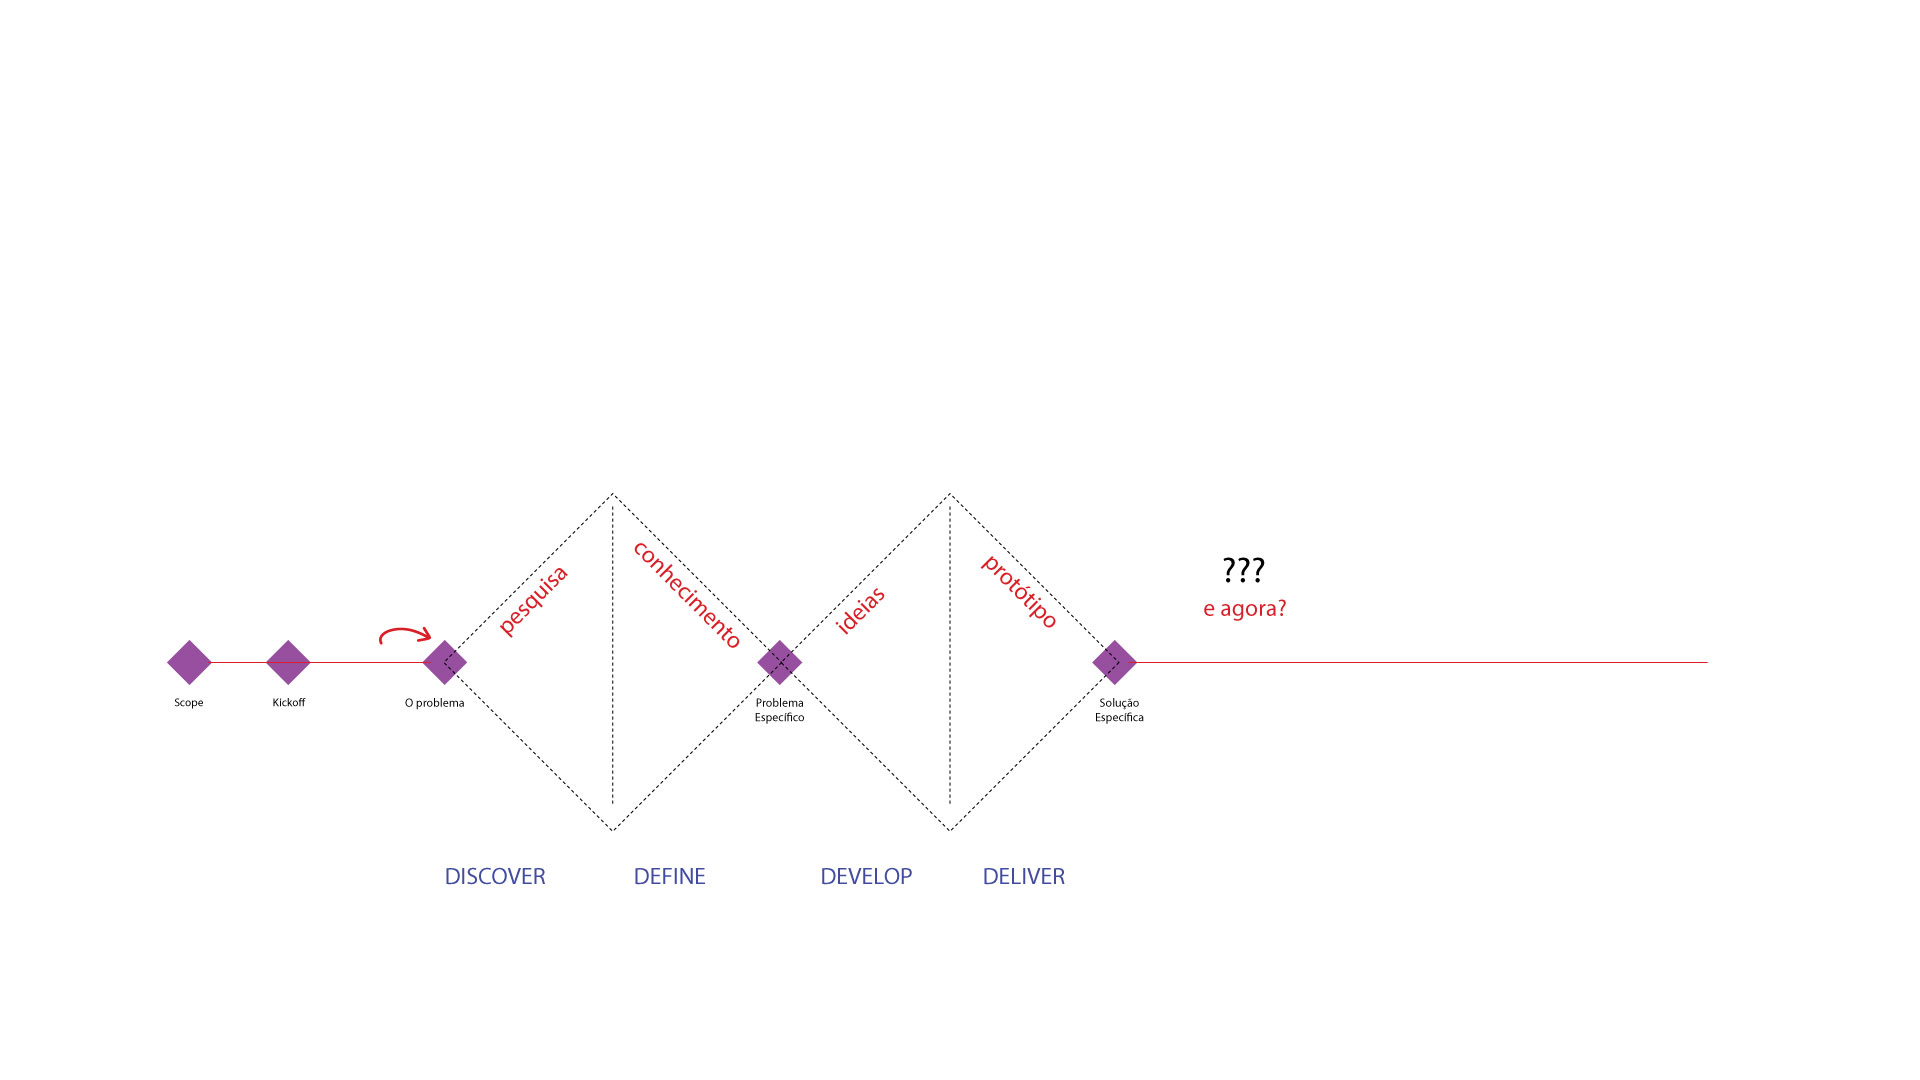 pesquisa
conhecimento
ideias
protótipo
???
e agora?
Scope
Kickoff
O problema
Problema
Específico
Solução
Específica
DISCOVER
DEFINE
DEVELOP
DELIVER